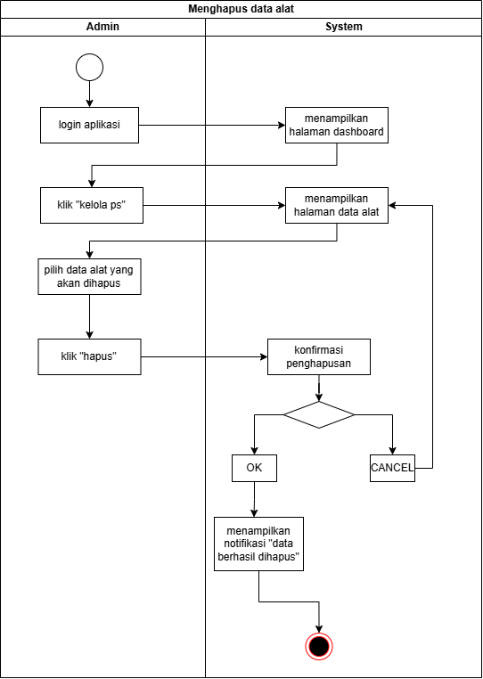 Menghapus data alat
Admin
System
login aplikasi
menampilkan
halaman dashboard
klik "kelola ps"
menampilkan
halaman data alat
pilih data alat yang
akan dihapus
klik "hapus"
konfirmasi
penghapusan
OK
CANCEL
menampilkan
notifikasi "data
berhasil dihapus"